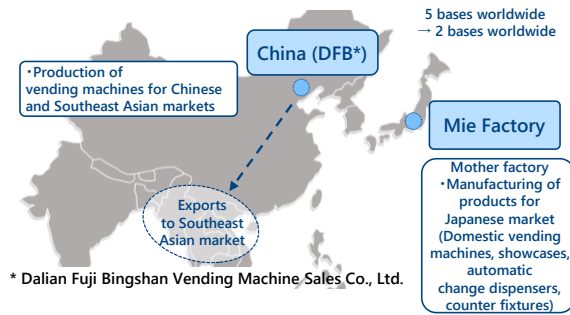 5 bases worldwide
→ 2 bases worldwide
China (DFB*)
・Production of
vending machines for Chinese
and Southeast Asian markets
Mie Factory
Mother factory
・Manufacturing of
products for
Japanese market
(Domestic vending
machines, showcases,
automatic
change dispensers,
counter fixtures)
Exports
to Southeast
Asian market
* Dalian Fuji Bingshan Vending Machine Sales Co., Ltd.